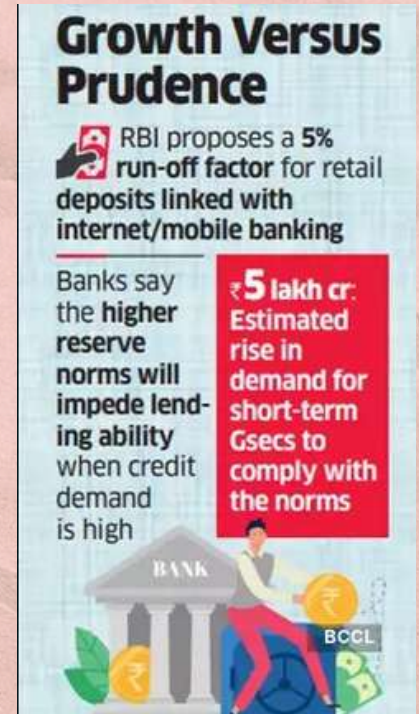 Growth Versus
Prudence
RBI proposes a 5%
run-off factor for retail
deposits linked with
internet/mobile banking
Banks say
the higher
reserve
norms will
impede lend-
ing ability
when credit
demand
is high
₹5 lakh cr:
Estimated
rise in
demand for
short-term
Gsecs to
comply with
the norms
BANK
₹
₹
BCCL